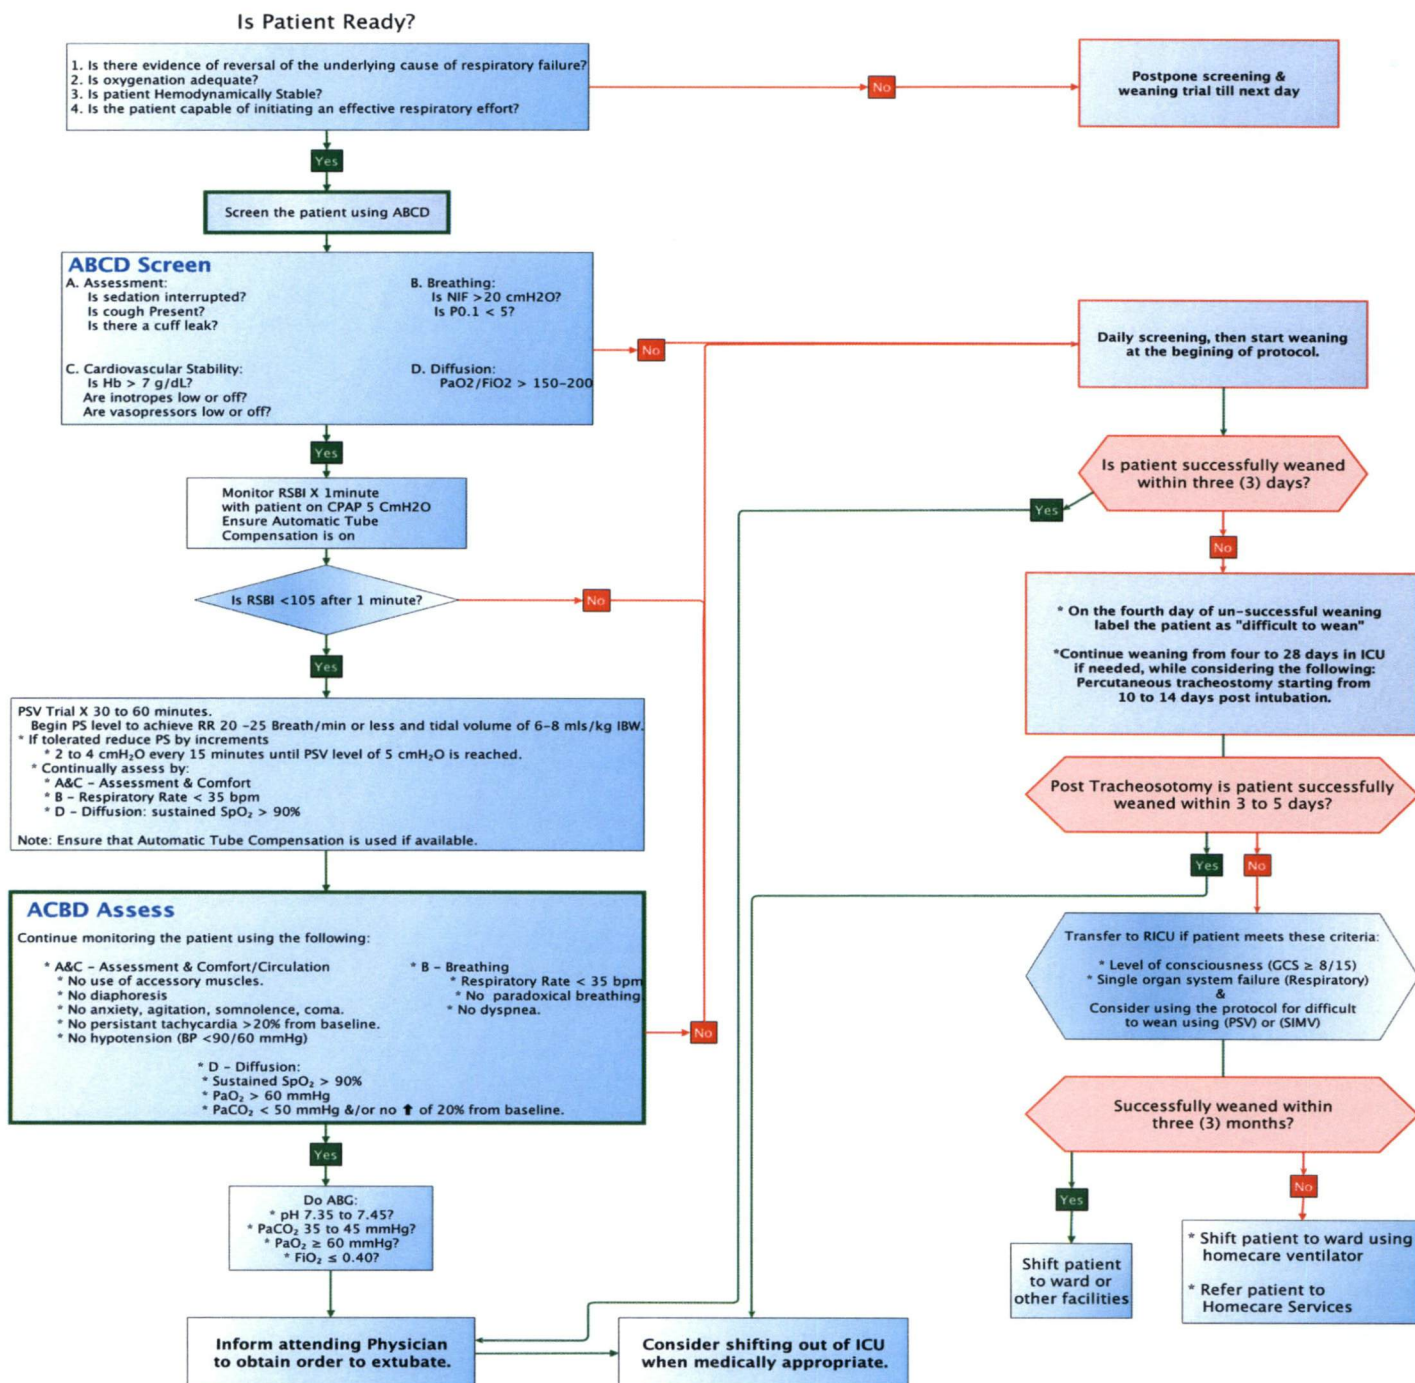 Is Patient Ready?
1. Is there evidence of reversal of the underlying cause of respiratory failure?
2. Is oxygenation adequate?
3. Is patient Hemodynamically Stable?
4. Is the patient capable of initiating an effective respiratory effort?
No
Postpone screening &
weaning trial till next day
Yes
Screen the patient using ABCD
ABCD Screen
A. Assessment:
Is sedation interrupted?
Is cough Present?
Is there a cuff leak?
B. Breathing:
Is NIF >20 cmH2O?
Is P0.1 < 5?
C. Cardiovascular Stability:
Is Hb > 7 g/dL?
Are inotropes low or off?
Are vasopressors low or off?
D. Diffusion:
PaO2/FiO2 > 150-200
No
Daily screening, then start weaning
at the begining of protocol.
Yes
Monitor RSBI X 1minute
with patient on CPAP 5 CmH2O
Ensure Automatic Tube
Compensation is on
Is patient successfully weaned
within three (3) days?
Yes
No
Is RSBI <105 after 1 minute?
No
Yes
* On the fourth day of un-successful weaning
label the patient as "difficult to wean"
*Continue weaning from four to 28 days in ICU
if needed, while considering the following:
Percutaneous tracheostomy starting from
10 to 14 days post intubation.
PSV Trial X 30 to 60 minutes.
Begin PS level to achieve RR 20 -25 Breath/min or less and tidal volume of 6-8 mls/kg IBW.
* If tolerated reduce PS by increments
* 2 to 4 cmH₂O every 15 minutes until PSV level of 5 cmH₂O is reached.
* Continually assess by:
* A&C - Assessment & Comfort
* B - Respiratory Rate < 35 bpm
* D - Diffusion: sustained SpO₂ > 90%
Note: Ensure that Automatic Tube Compensation is used if available.
Post Tracheosotomy is patient successfully
weaned within 3 to 5 days?
Yes
No
ACBD Assess
Continue monitoring the patient using the following:
* A&C - Assessment & Comfort/Circulation
* No use of accessory muscles.
* No diaphoresis
* No anxiety, agitation, somnolence, coma.
* No persistant tachycardia >20% from baseline.
* No hypotension (BP <90/60 mmHg)
* B - Breathing
* Respiratory Rate < 35 bpm
* No paradoxical breathing
* No dyspnea.
* D - Diffusion:
* Sustained SpO₂ > 90%
* PaO₂ > 60 mmHg
* PaCO₂ < 50 mmHg &/or no ⬆ of 20% from baseline.
No
Transfer to RICU if patient meets these criteria:
* Level of consciousness (GCS ≥ 8/15)
* Single organ system failure (Respiratory)
&
Consider using the protocol for difficult
to wean using (PSV) or (SIMV)
Successfully weaned within
three (3) months?
Yes
Do ABG:
* pH 7.35 to 7.45?
* PaCO₂ 35 to 45 mmHg?
* PaO₂ ≥ 60 mmHg?
* FiO₂ ≤ 0.40?
Yes
No
Shift patient
to ward or
other facilities
* Shift patient to ward using
homecare ventilator
* Refer patient to
Homecare Services
Inform attending Physician
to obtain order to extubate.
Consider shifting out of ICU
when medically appropriate.